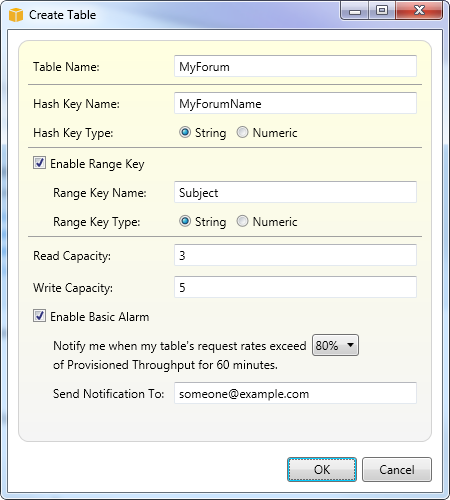 Create Table
Table Name: MyForum
Hash Key Name: MyForumName
Hash Key Type: String Numeric
Enable Range Key
Range Key Name: Subject
Range Key Type: String Numeric
Read Capacity: 3
Write Capacity: 5
Enable Basic Alarm
Notify me when my table's request rates exceed 80%
of Provisioned Throughput for 60 minutes.
Send Notification To: someone@example.com
OK Cancel